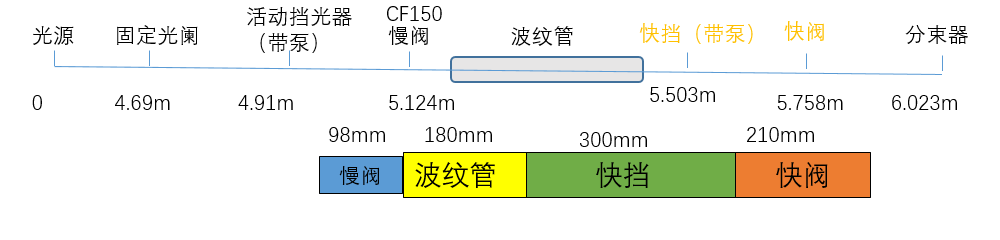 光源
固定光阑
活动挡光器
（带泵）
CF150
慢阀
波纹管
快挡（带泵）
快阀
分束器
0
4.69m
4.91m
5.124m
5.503m
5.758m
6.023m
98mm
180mm
300mm
210mm
慢阀
波纹管
快挡
快阀